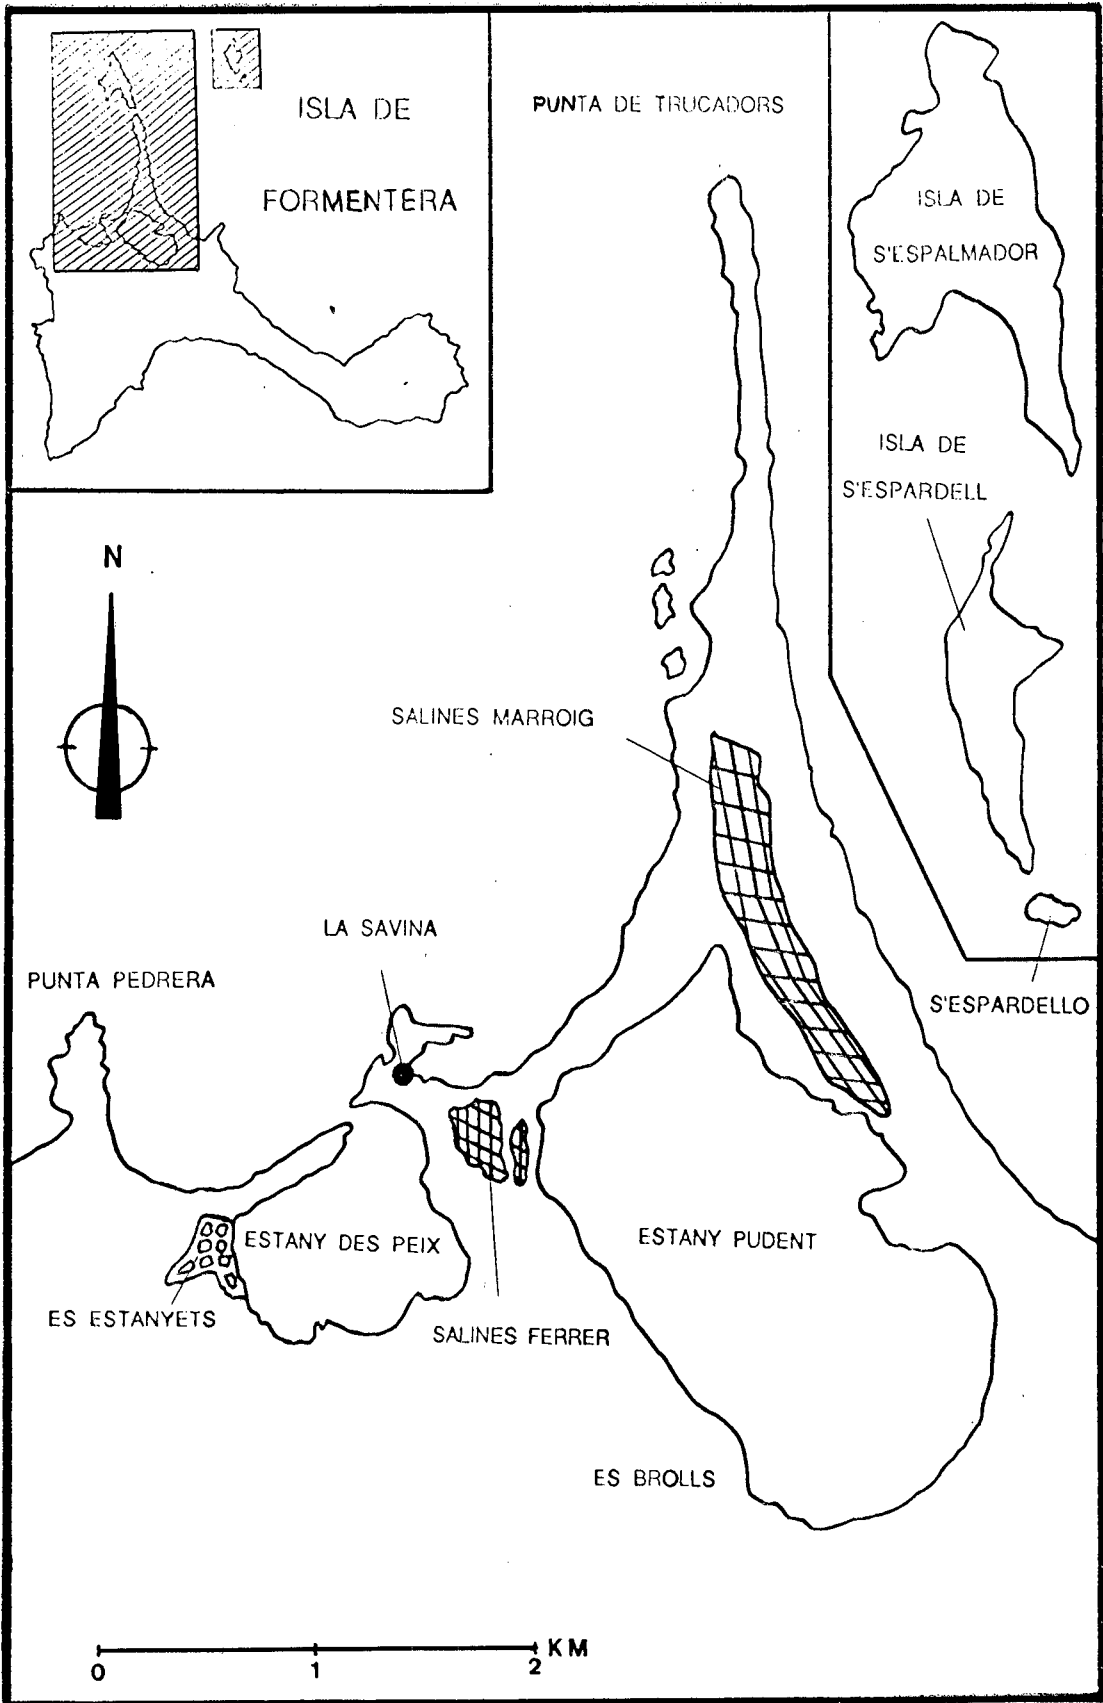 ISLA DE
FORMENTERA
PUNTA DE TRUCADORS
ISLA DE
S'ESPALMADOR
ISLA DE
S'ESPARDELL
N
SALINES MARROIG
LA SAVINA
PUNTA PEDRERA
S'ESPARDELLO
ESTANY DES PEIX
ESTANY PUDENT
ES ESTANYETS
SALINES FERRER
ES BROLLS
KM
0 1 2